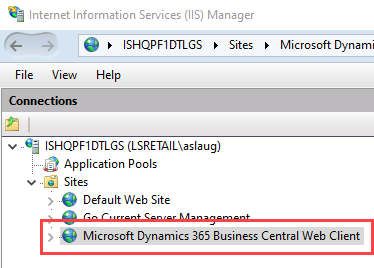 Internet Information Services (IIS) Manager
ISHQPF1DTLGS Sites Microsoft Dynamics
File View Help
Connections
ISHQPF1DTLGS (LSRETAIL\aslaug)
Application Pools
Sites
Default Web Site
Go Current Server Management
Microsoft Dynamics 365 Business Central Web Client